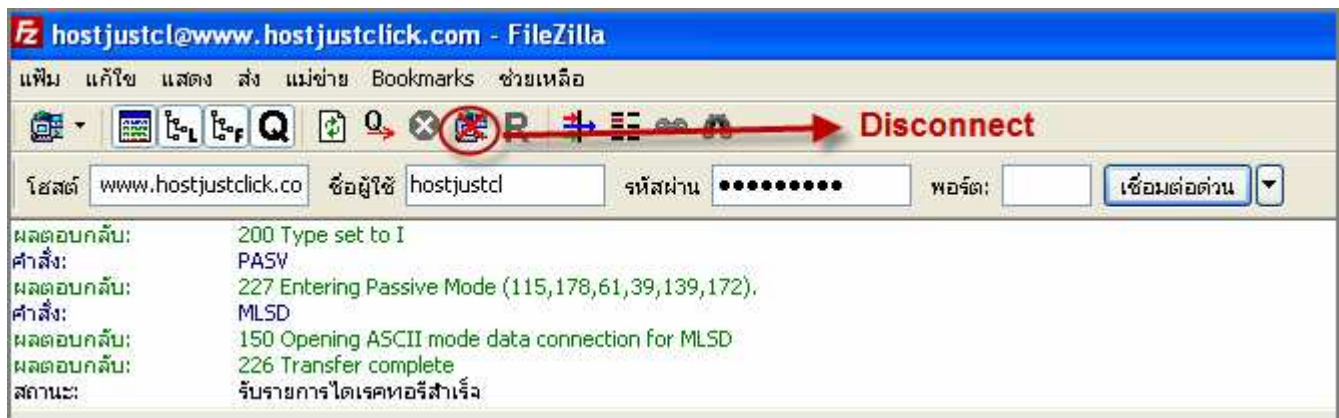 hostjustcl@www.hostjustclick.com - FileZilla
แฟ้ม แก้ไข แสดง ส่ง แม่ข่าย Bookmarks ช่วยเหลือ
L F Q Q R Disconnect
โฮสต์ www.hostjustclick.co ชื่อผู้ใช้ hostjustcl รหัสผ่าน ●●●●●●●●● พอร์ต: เชื่อมต่อด่วน
ผลตอบกลับ: 200 Type set to I
คำสั่ง: PASV
ผลตอบกลับ: 227 Entering Passive Mode (115,178,61,39,139,172).
คำสั่ง: MLSD
ผลตอบกลับ: 150 Opening ASCII mode data connection for MLSD
ผลตอบกลับ: 226 Transfer complete
สถานะ: รับรายการไดเรคทอรีสำเร็จ